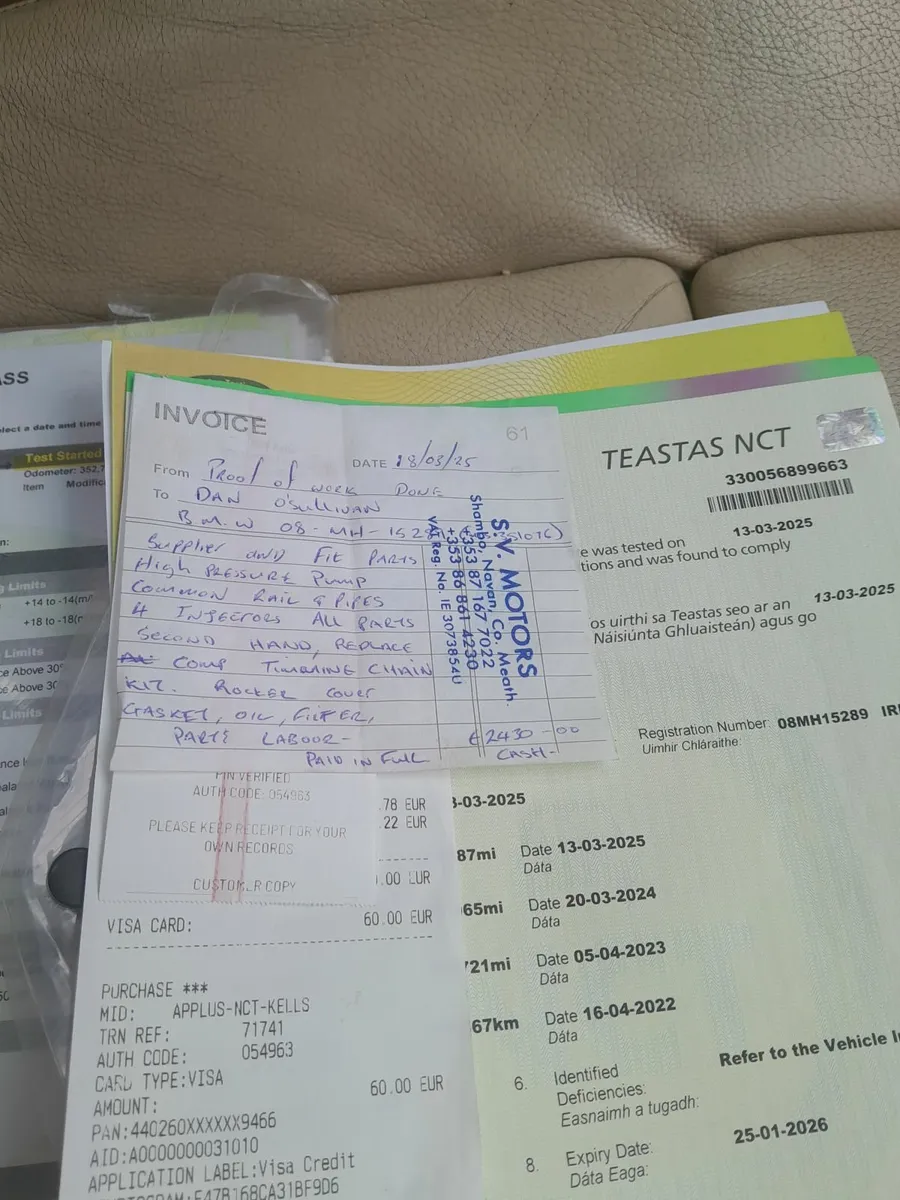 ASS
elect a date and time
Test Started
Odometer: 352,7
Item Modific
Limits
+14 to -14(m/
+18 to -18(
Limits
ce Above 30°
ce Above 30
Limits
INVOICE
61
DATE 18/03/25
From Proof of work Done
To DAN O'SULLIVAN
B.M.W 08-MH-152
Supplier and Fit Parts
High Pressure Pump
Common Rail & Pipes
4 Injectors All Parts
Second Hand, Replace
Comp Timming Chain
Kit. Rocker Cover
Gasket, Oil, Filter,
Parts Labour-
€2430-00
Paid in Full
Cash-
S.V. MOTORS
Shambo, Navan, Co. Meath.
+353 87 167 7022
+353 86 861 4230
VAT Reg. No. IE 3073854U
TEASTAS NCT
330056899663
e was tested on 13-03-2025
tions and was found to comply
os uirthi sa Teastas seo ar an 13-03-2025
Náisiúnta Ghluaisteán) agus go
Registration Number: 08MH15289 IR
Uimhir Chláraithe:
3-03-2025
87mi Date 13-03-2025
Dáta
65mi Date 20-03-2024
Dáta
721mi Date 05-04-2023
Dáta
67km Date 16-04-2022
Dáta
6. Identified Deficiencies: Refer to the Vehicle I
Easnaimh a tugadh:
8. Expiry Date: 25-01-2026
Dáta Éaga:
PIN VERIFIED
AUTH CODE: 054963
PLEASE KEEP RECEIPT FOR YOUR
OWN RECORDS
CUSTOMER COPY
.78 EUR
.22 EUR
.00 EUR
VISA CARD: 60.00 EUR
PURCHASE ***
MID: APPLUS-NCT-KELLS
TRN REF: 71741
AUTH CODE: 054963
CARD TYPE:VISA
AMOUNT: 60.00 EUR
PAN:440260XXXXXX9466
AID:A0000000031010
APPLICATION LABEL:Visa Credit